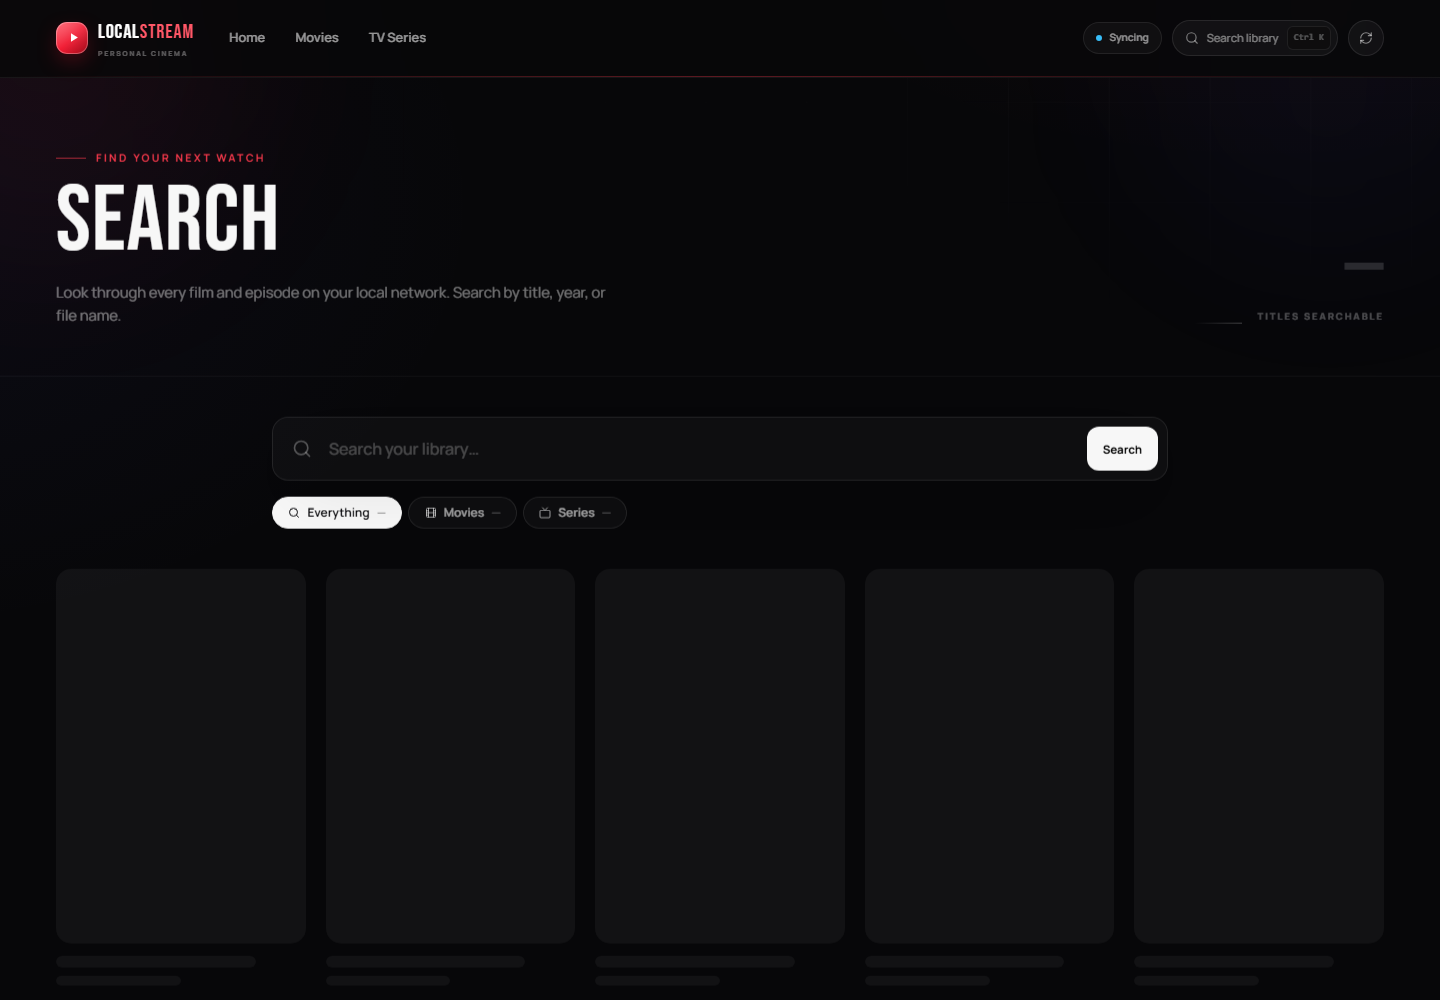 LOCALSTREAM
PERSONAL CINEMA
Home Movies TV Series
Syncing
Search library Ctrl K
FIND YOUR NEXT WATCH
SEARCH
Look through every film and episode on your local network. Search by title, year, or
file name.
—
TITLES SEARCHABLE
Search your library...
Search
Everything —
Movies —
Series —